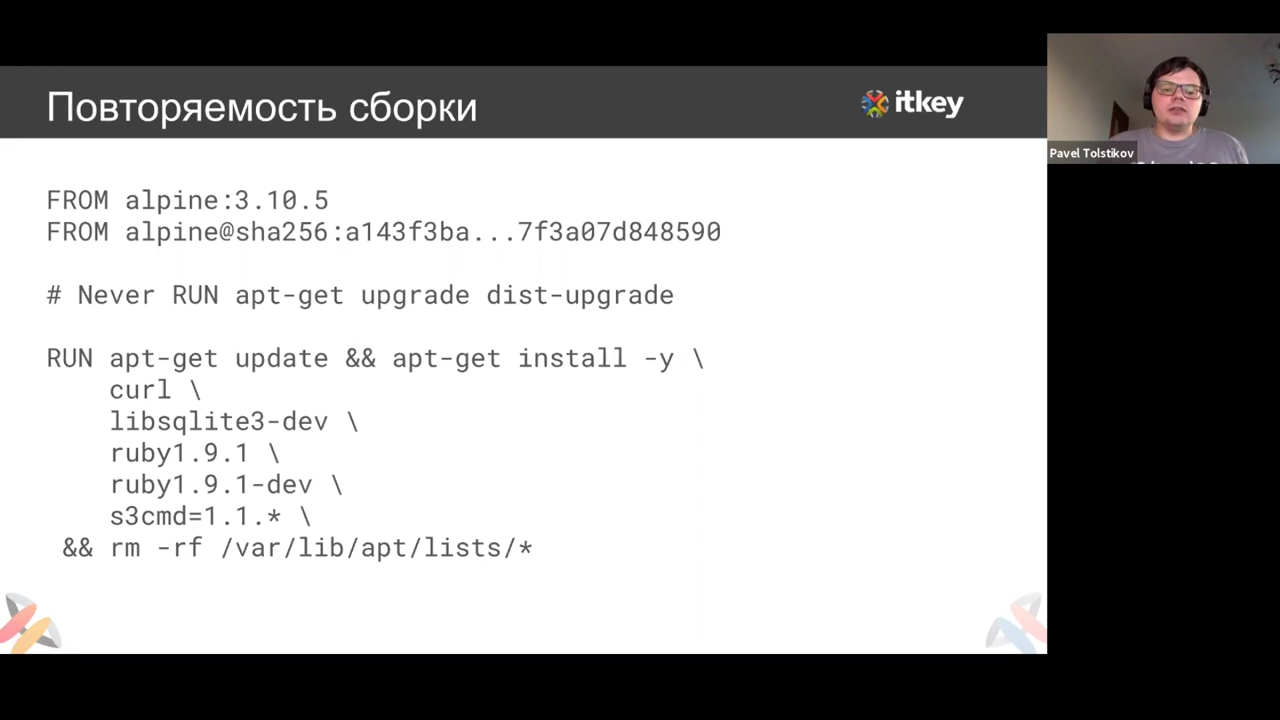 Повторяемость сборки
itkey
Pavel Tolstikov
FROM alpine:3.10.5
FROM alpine@sha256:a143f3ba...7f3a07d848590
# Never RUN apt-get upgrade dist-upgrade
RUN apt-get update && apt-get install -y \
curl \
libsqlite3-dev \
ruby1.9.1 \
ruby1.9.1-dev \
s3cmd=1.1.* \
&& rm -rf /var/lib/apt/lists/*